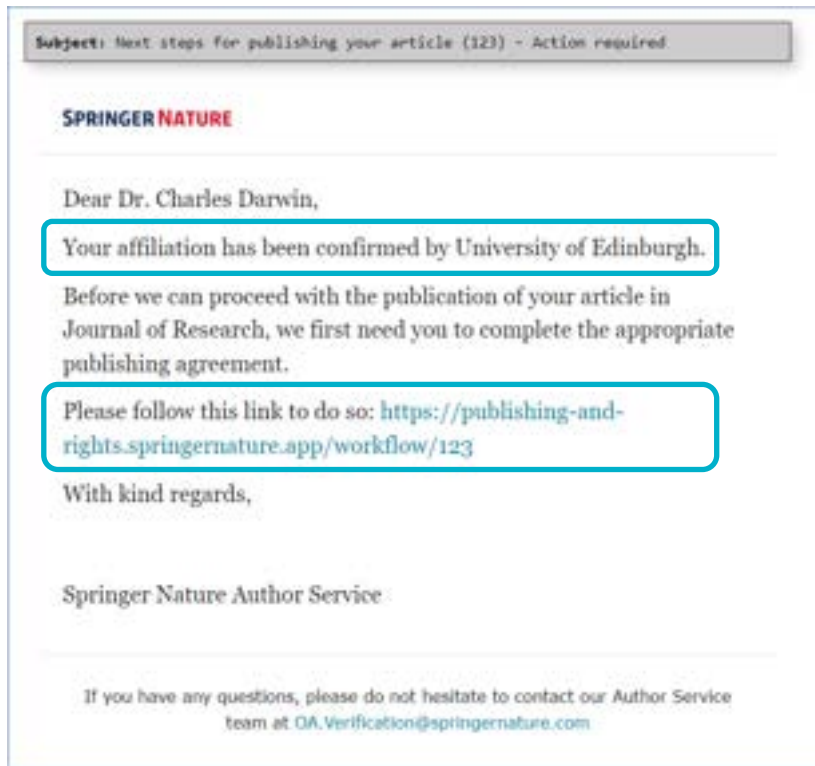 Subject: Next steps for publishing your article (123) - Action required
SPRINGER NATURE
Dear Dr. Charles Darwin,
Your affiliation has been confirmed by University of Edinburgh.
Before we can proceed with the publication of your article in
Journal of Research, we first need you to complete the appropriate
publishing agreement.
Please follow this link to do so: https://publishing-and-
rights.springernature.app/workflow/123
With kind regards,
Springer Nature Author Service
If you have any questions, please do not hesitate to contact our Author Service
team at OA.Verification@springernature.com